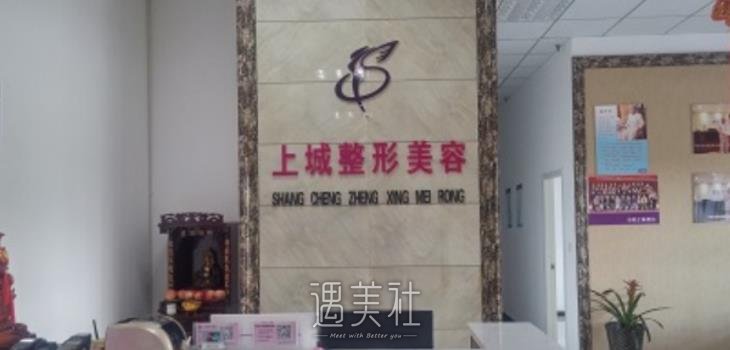 上城整形美容
SHANG CHENG ZHENG XING MEI RONG
遇美社
Meet with Better you